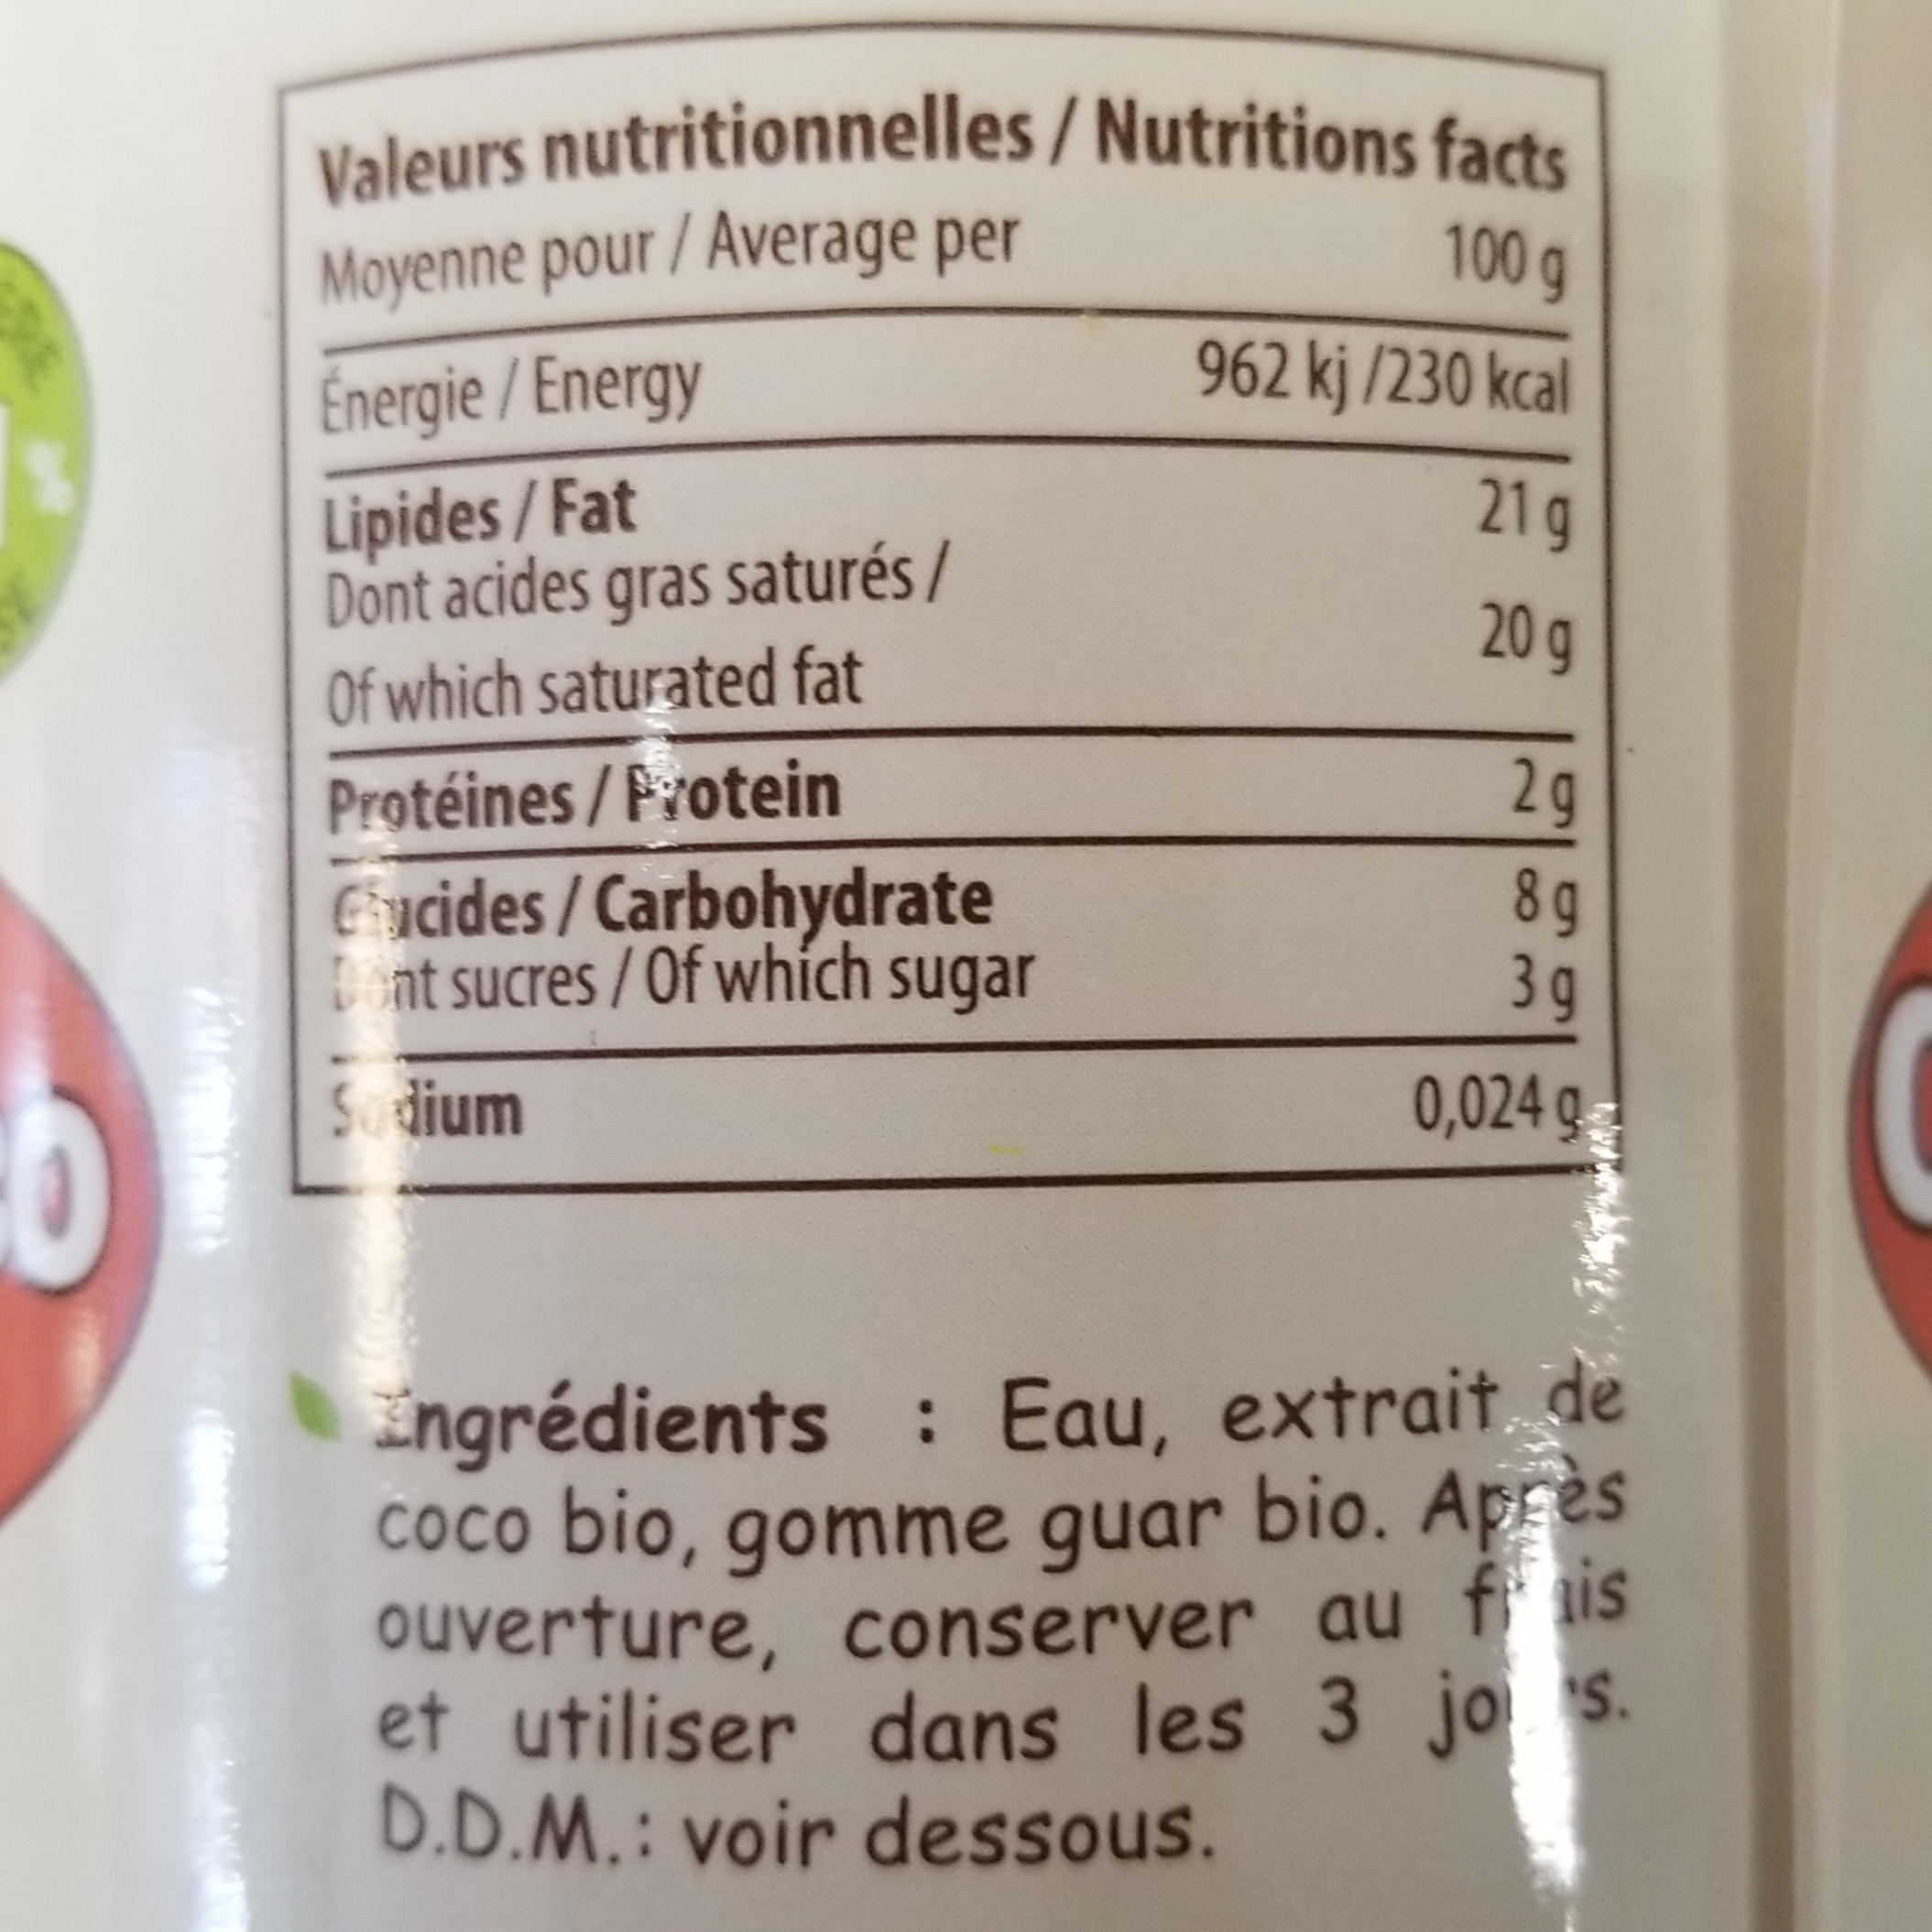 Valeurs nutritionnelles / Nutritions facts
Moyenne pour / Average per 100 g
Énergie / Energy 962 kj /230 kcal
Lipides / Fat 21 g
Dont acides gras saturés / 20 g
Of which saturated fat
Protéines / Protein 2 g
Glucides / Carbohydrate 8 g
Dont sucres / Of which sugar 3 g
Sodium 0,024 g
Ingrédients : Eau, extrait de
coco bio, gomme guar bio. Après
ouverture, conserver au frais
et utiliser dans les 3 jours.
D.D.M.: voir dessous.